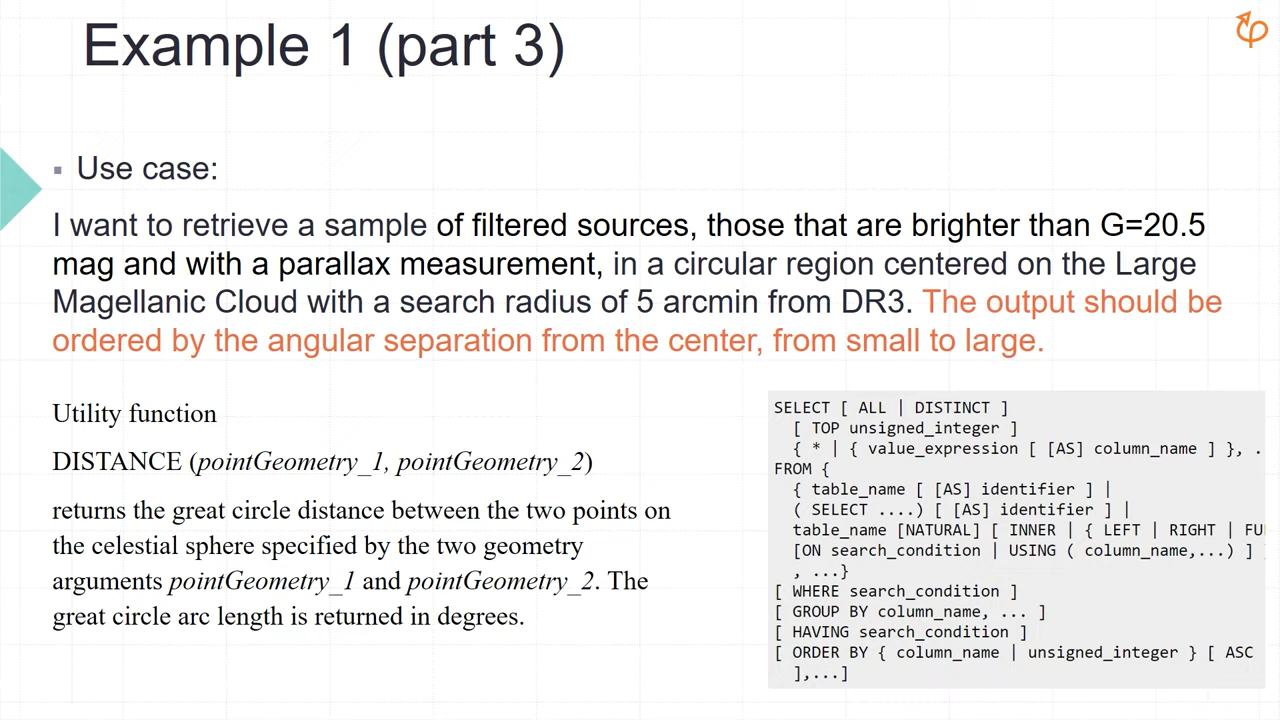 Example 1 (part 3)
Use case:
I want to retrieve a sample of filtered sources, those that are brighter than G=20.5
mag and with a parallax measurement, in a circular region centered on the Large
Magellanic Cloud with a search radius of 5 arcmin from DR3. The output should be
ordered by the angular separation from the center, from small to large.
Utility function
DISTANCE (pointGeometry_1, pointGeometry_2)
returns the great circle distance between the two points on
the celestial sphere specified by the two geometry
arguments pointGeometry_1 and pointGeometry_2. The
great circle arc length is returned in degrees.
SELECT [ ALL | DISTINCT ]
[ TOP unsigned_integer ]
{ * | { value_expression [ [AS] column_name ] }, .
FROM {
{ table_name [ [AS] identifier ] |
( SELECT ....) [ [AS] identifier ] |
table_name [NATURAL] [ INNER | { LEFT | RIGHT | FU
[ON search_condition | USING ( column_name,...) ]
, ...}
[ WHERE search_condition ]
[ GROUP BY column_name, ... ]
[ HAVING search_condition ]
[ ORDER BY { column_name | unsigned_integer } [ ASC
],...]